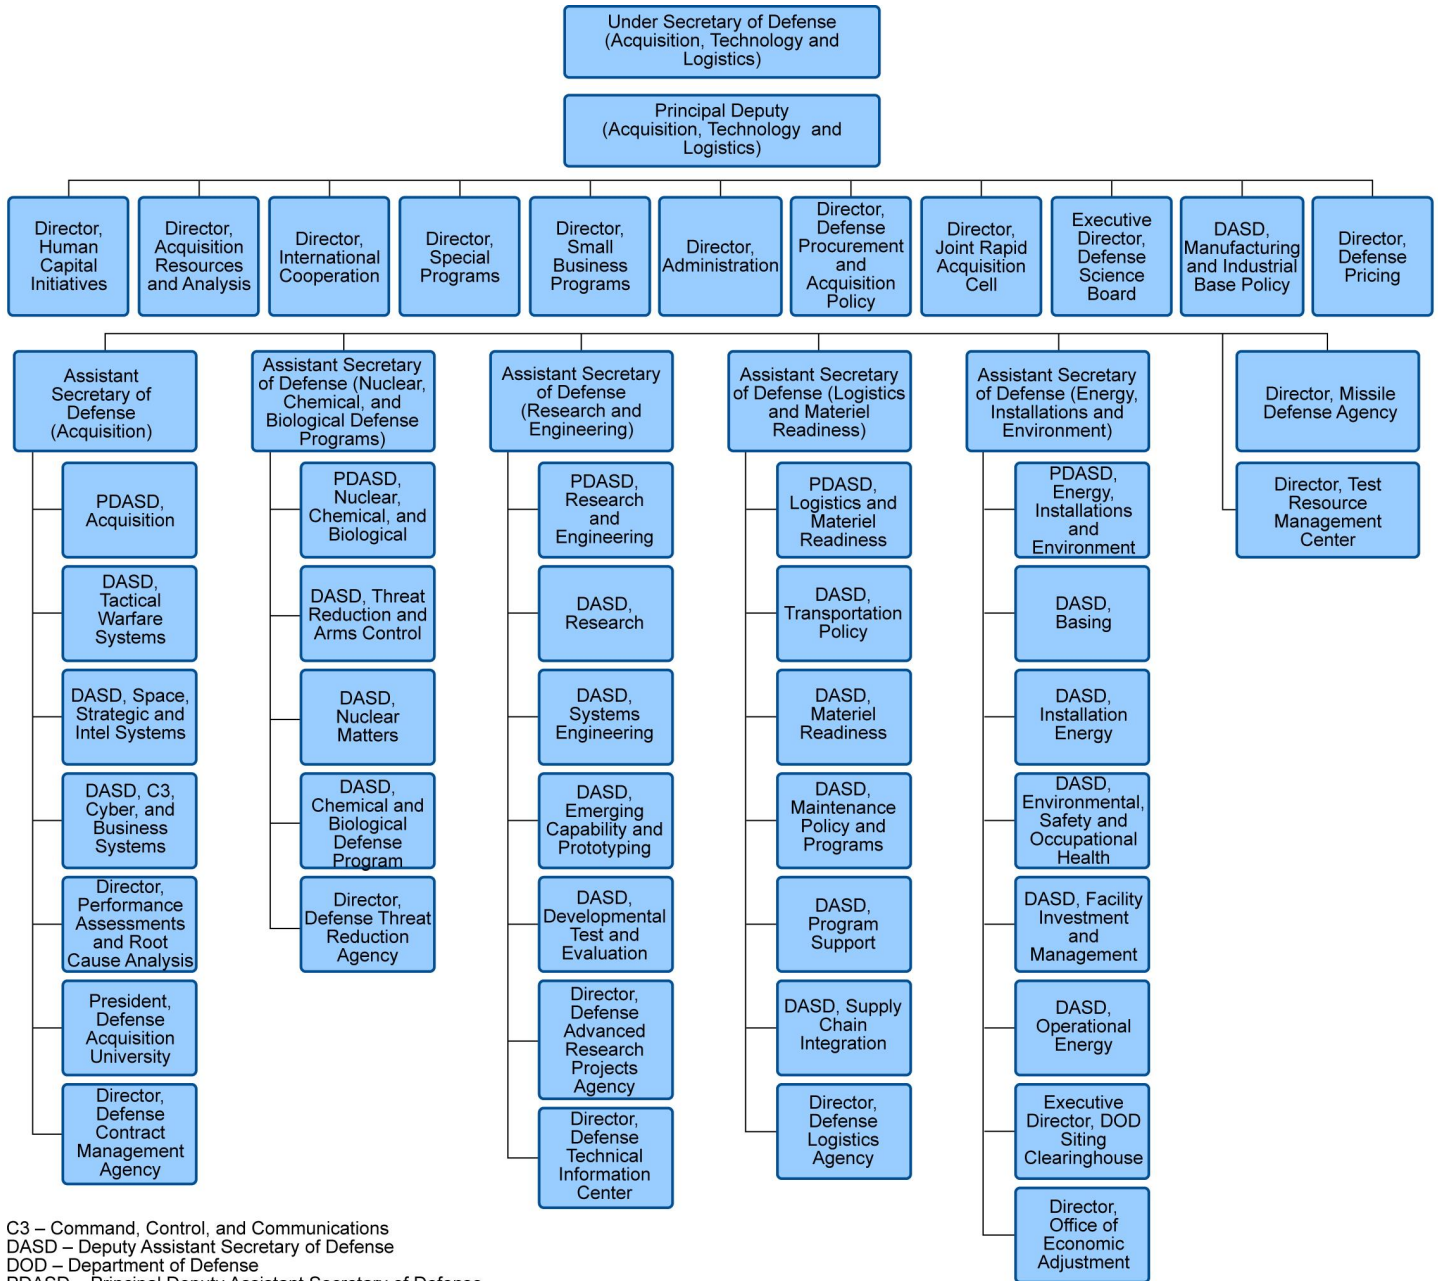 Under Secretary of Defense
(Acquisition, Technology and
Logistics)
Principal Deputy
(Acquisition, Technology and
Logistics)
Director,
Human
Capital
Initiatives
Director,
Acquisition
Resources
and Analysis
Director,
International
Cooperation
Director,
Special
Programs
Director,
Small
Business
Programs
Director,
Administration
Director,
Defense
Procurement
and
Acquisition
Policy
Director,
Joint Rapid
Acquisition
Cell
Executive
Director,
Defense
Science
Board
DASD,
Manufacturing
and Industrial
Base Policy
Director,
Defense
Pricing
Assistant
Secretary of
Defense
(Acquisition)
PDASD,
Acquisition
DASD,
Tactical
Warfare
Systems
DASD, Space,
Strategic and
Intel Systems
DASD, C3,
Cyber, and
Business
Systems
Director,
Performance
Assessments
and Root
Cause Analysis
President,
Defense
Acquisition
University
Director,
Defense
Contract
Management
Agency
Assistant Secretary
of Defense (Nuclear,
Chemical, and
Biological Defense
Programs)
PDASD,
Nuclear,
Chemical, and
Biological
DASD, Threat
Reduction and
Arms Control
DASD,
Nuclear
Matters
DASD,
Chemical and
Biological
Defense
Program
Director,
Defense Threat
Reduction
Agency
Assistant Secretary
of Defense
(Research and
Engineering)
PDASD,
Research
and
Engineering
DASD,
Research
DASD,
Systems
Engineering
DASD,
Emerging
Capability and
Prototyping
DASD,
Developmental
Test and
Evaluation
Director,
Defense
Advanced
Research
Projects
Agency
Director,
Defense
Technical
Information
Center
Assistant Secretary
of Defense (Logistics
and Materiel
Readiness)
PDASD,
Logistics and
Materiel
Readiness
DASD,
Transportation
Policy
DASD,
Materiel
Readiness
DASD,
Maintenance
Policy and
Programs
DASD,
Program
Support
DASD, Supply
Chain
Integration
Director,
Defense
Logistics
Agency
Assistant Secretary
of Defense (Energy,
Installations and
Environment)
PDASD,
Energy,
Installations
and
Environment
DASD,
Basing
DASD,
Installation
Energy
DASD,
Environmental,
Safety and
Occupational
Health
DASD, Facility
Investment
and
Management
DASD,
Operational
Energy
Executive
Director, DOD
Siting
Clearinghouse
Director,
Office of
Economic
Adjustment
Director, Missile
Defense Agency
Director, Test
Resource
Management
Center
C3 – Command, Control, and Communications
DASD – Deputy Assistant Secretary of Defense
DOD – Department of Defense
PDASD – Principal Deputy Assistant Secretary of Defense